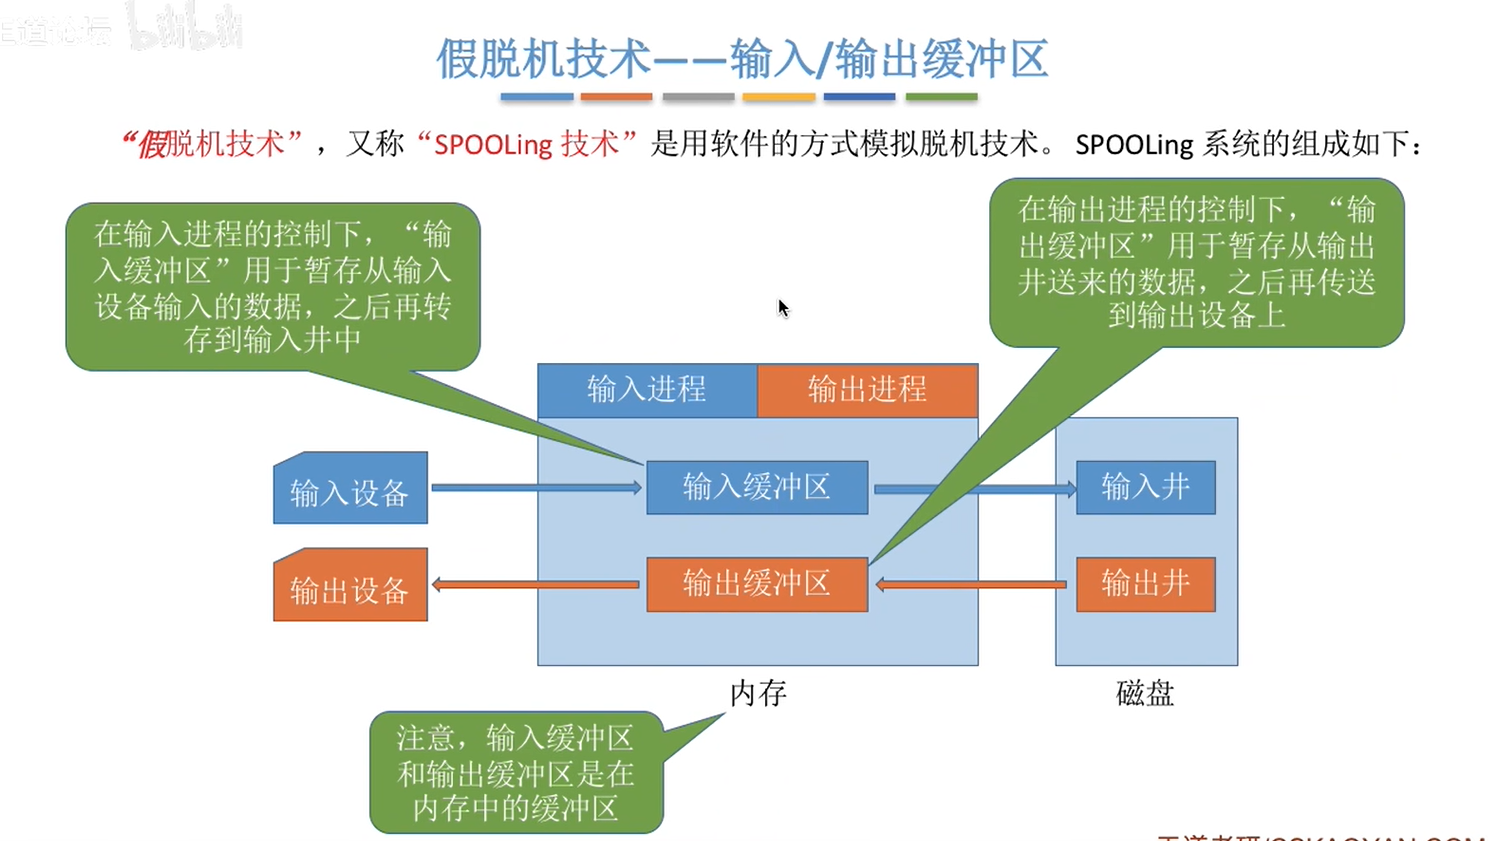 bilibili
假脱机技术——输入/输出缓冲区
“假脱机技术”，又称“SPOOLing 技术”是用软件的方式模拟脱机技术。 SPOOLing 系统的组成如下：
在输入进程的控制下，“输
入缓冲区”用于暂存从输入
设备输入的数据，之后再转
存到输入井中
在输出进程的控制下，“输
出缓冲区”用于暂存从输出
井送来的数据，之后再传送
到输出设备上
输入进程
输出进程
输入设备
输入缓冲区
输入井
输出设备
输出缓冲区
输出井
内存
磁盘
注意，输入缓冲区
和输出缓冲区是在
内存中的缓冲区